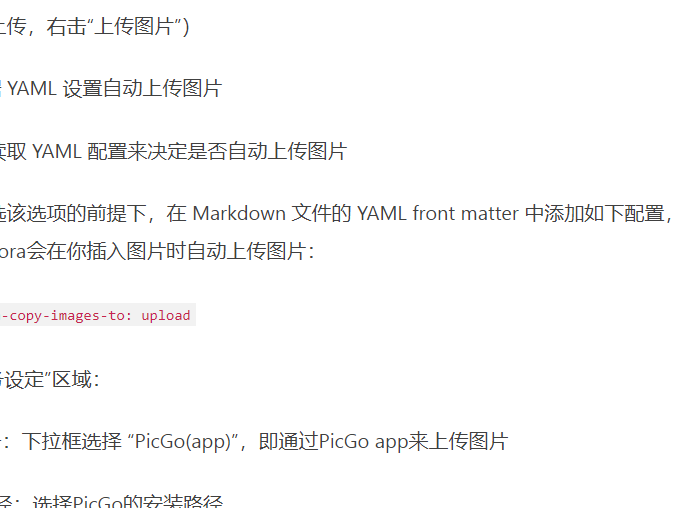 上传，右击“上传图片”)
YAML 设置自动上传图片
读取 YAML 配置来决定是否自动上传图片
选该选项的前提下，在 Markdown 文件的 YAML front matter 中添加如下配置，
ora会在你插入图片时自动上传图片：
-copy-images-to: upload
务设定”区域：
：下拉框选择 “PicGo(app)”，即通过PicGo app来上传图片
径：选择PicGo的安装路径